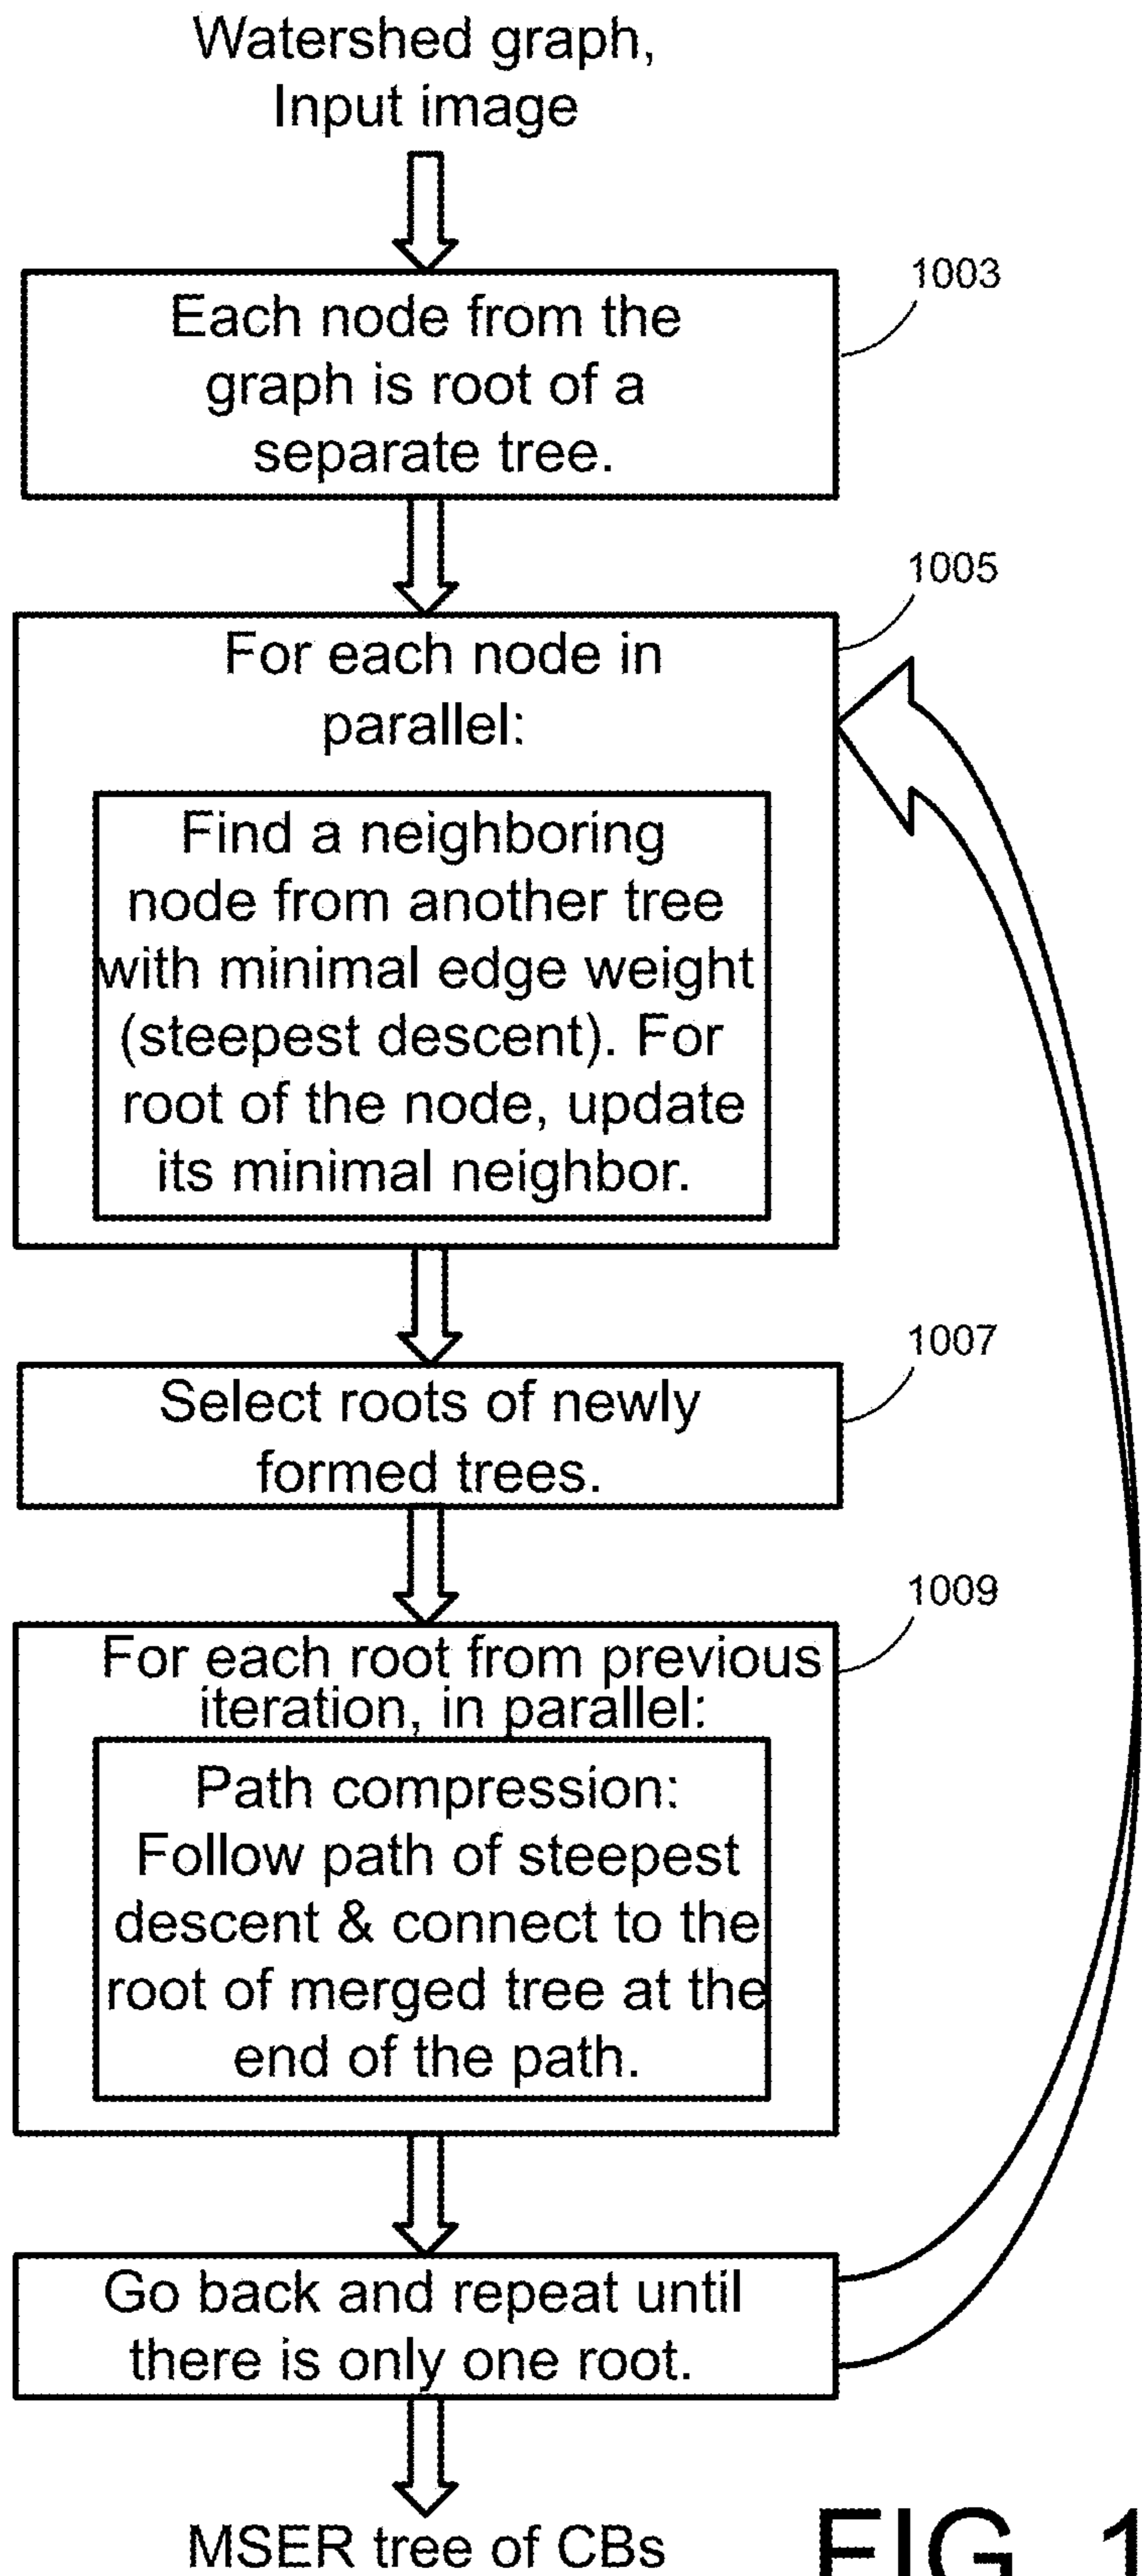 Watershed graph,
Input image
1003
Each node from the
graph is root of a
separate tree.
1005
For each node in
parallel:
Find a neighboring
node from another tree
with minimal edge weight
(steepest descent). For
root of the node, update
its minimal neighbor.
1007
Select roots of newly
formed trees.
1009
For each root from previous
iteration, in parallel:
Path compression:
Follow path of steepest
descent & connect to the
root of merged tree at the
end of the path.
Go back and repeat until
there is only one root.
MSER tree of CBs
FIG. 1